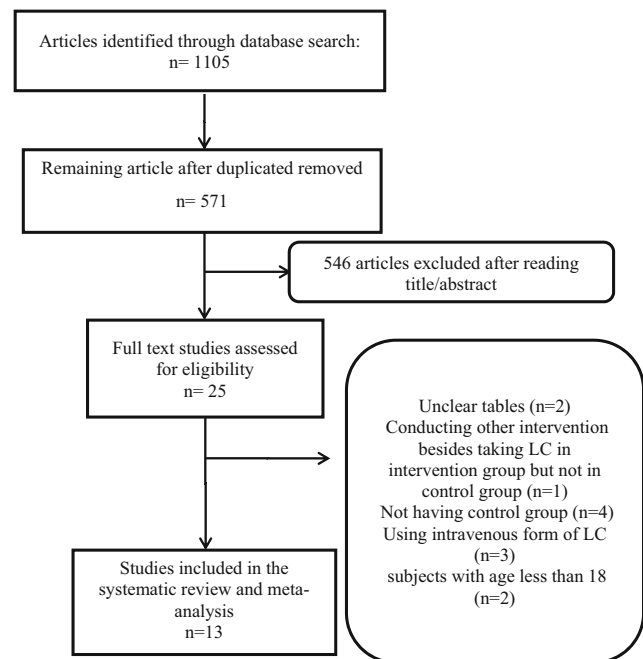 Articles identified through database search:
n= 1105
Remaining article after duplicated removed
n= 571
546 articles excluded after reading
title/abstract
Full text studies assessed
for eligibility
n= 25
Unclear tables (n=2)
Conducting other intervention
besides taking LC in
intervention group but not in
control group (n=1)
Not having control group (n=4)
Using intravenous form of LC
(n=3)
subjects with age less than 18
(n=2)
Studies included in the
systematic review and meta-
analysis
n=13